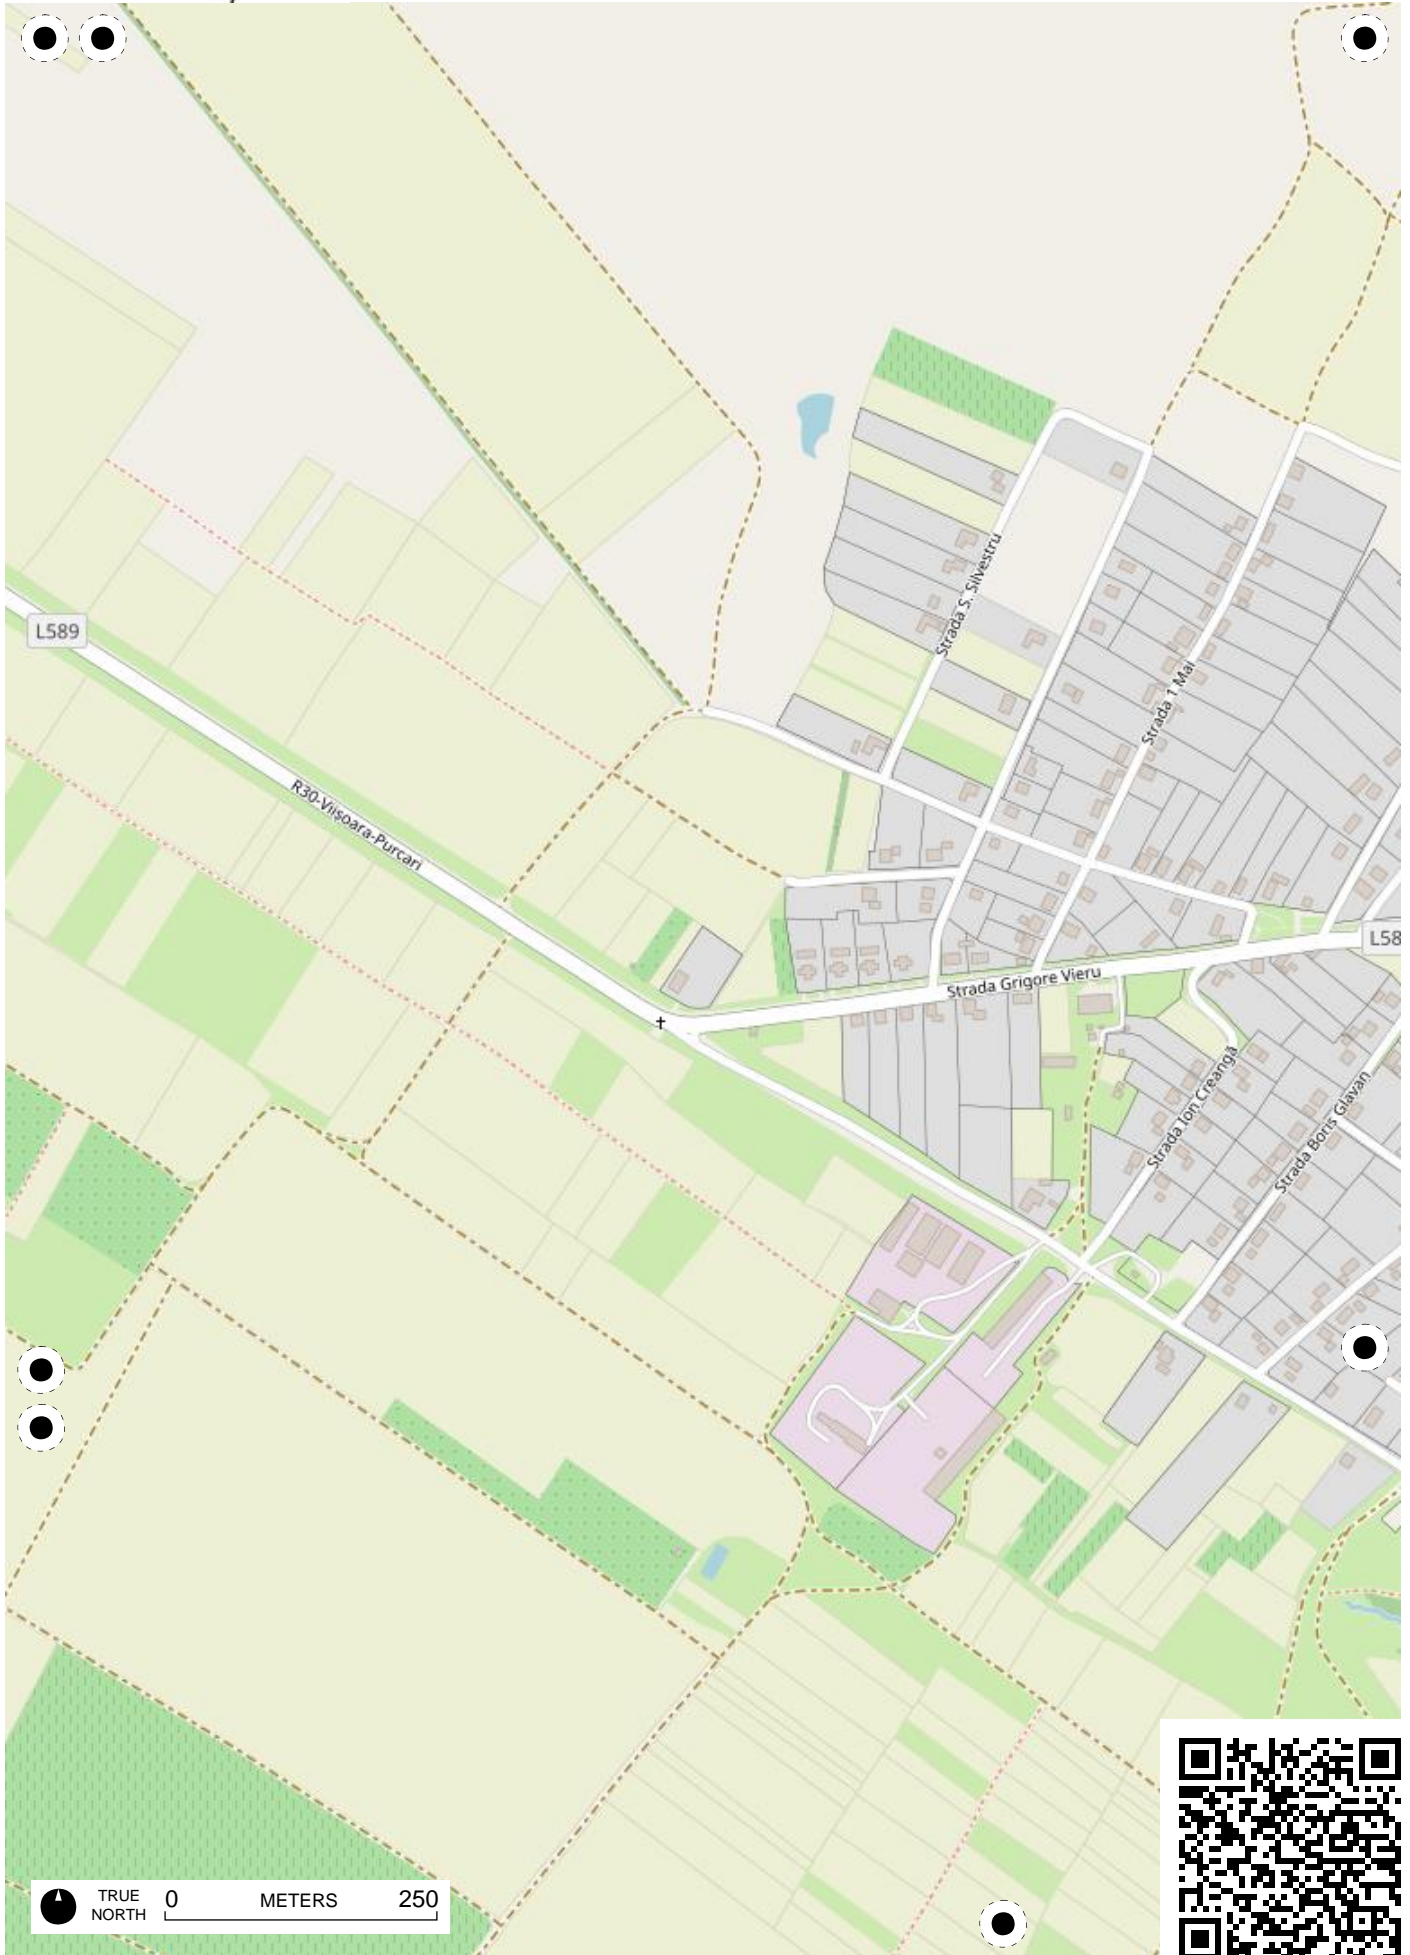 Strada S. Silvestru
L589
Strada 1 Mai
R30-Viișoara-Purcari
L58
Strada Grigore Vieru
Strada Ion Creangă
Strada Boris Glavan
TRUE NORTH
0 METERS 250